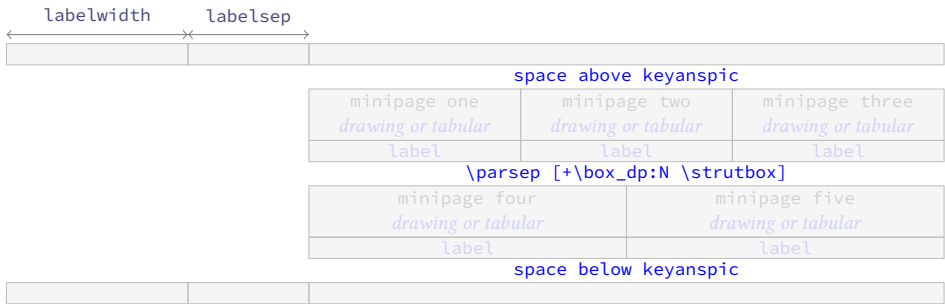 labelwidth labelsep
space above keyanspic
minipage one minipage two minipage three
drawing or tabular drawing or tabular drawing or tabular
label label label
\parsep [+\box_dp:N \strutbox]
minipage four minipage five
drawing or tabular drawing or tabular
label label
space below keyanspic